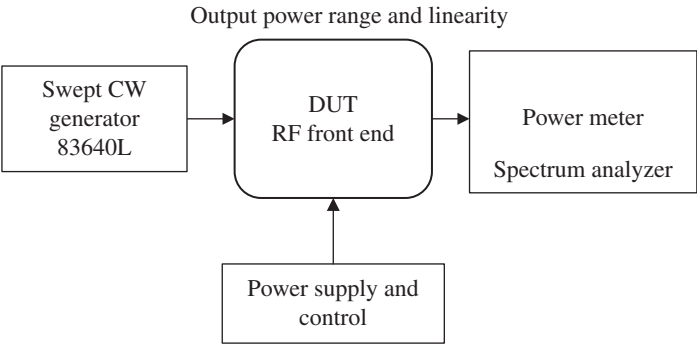 Output power range and linearity
Swept CW
generator
83640L
DUT
RF front end
Power meter
Spectrum analyzer
Power supply and
control